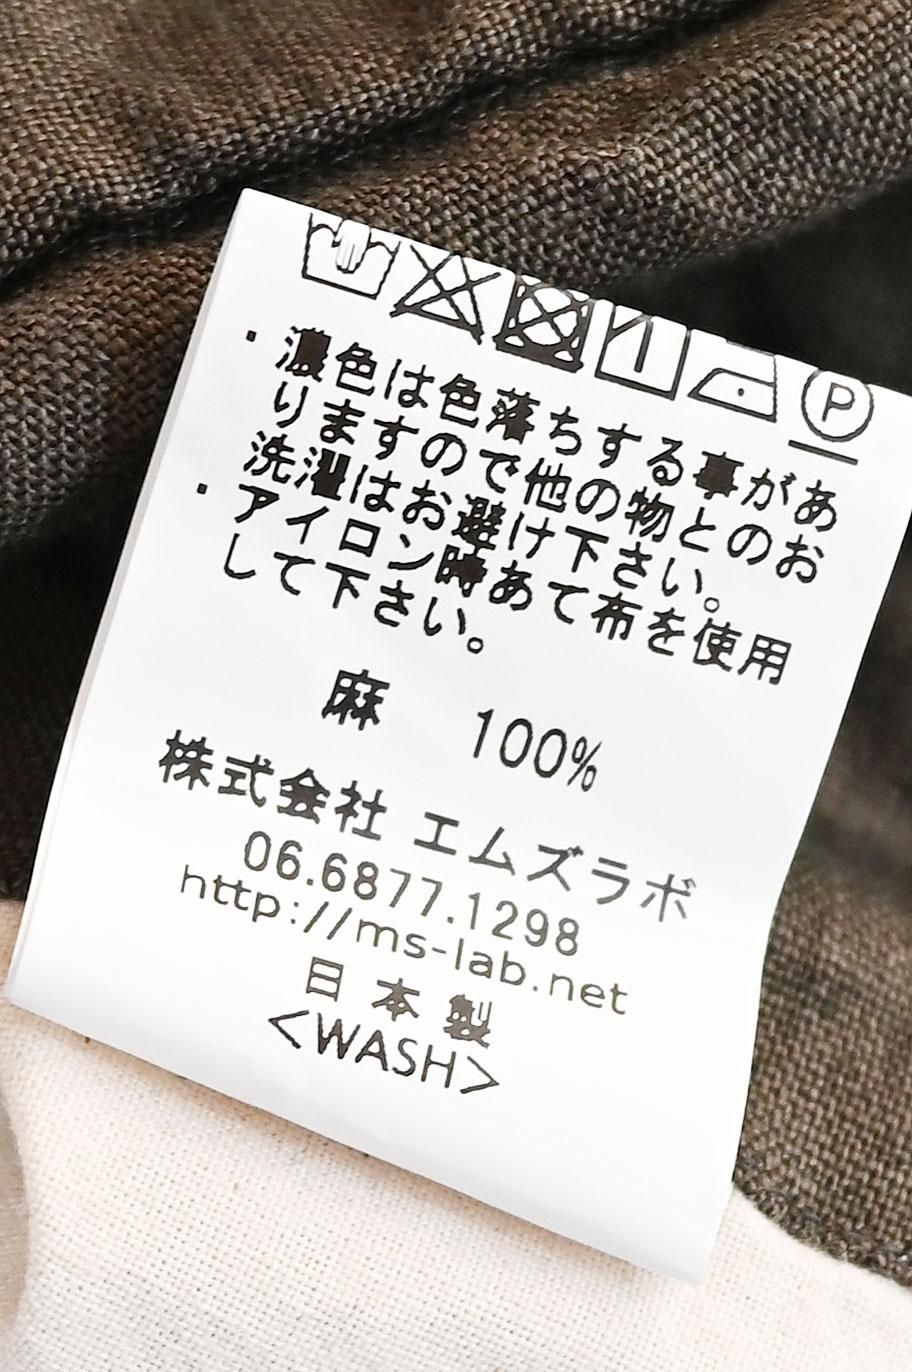 P
・濃色は色落ちする事があ
りますので他の物とのお
洗濯はお避け下さい。
・アイロン時あて布を使用
して下さい。
麻 100%
株式会社 エムズラボ
06.6877.1298
http://ms-lab.net
日本製
<WASH>